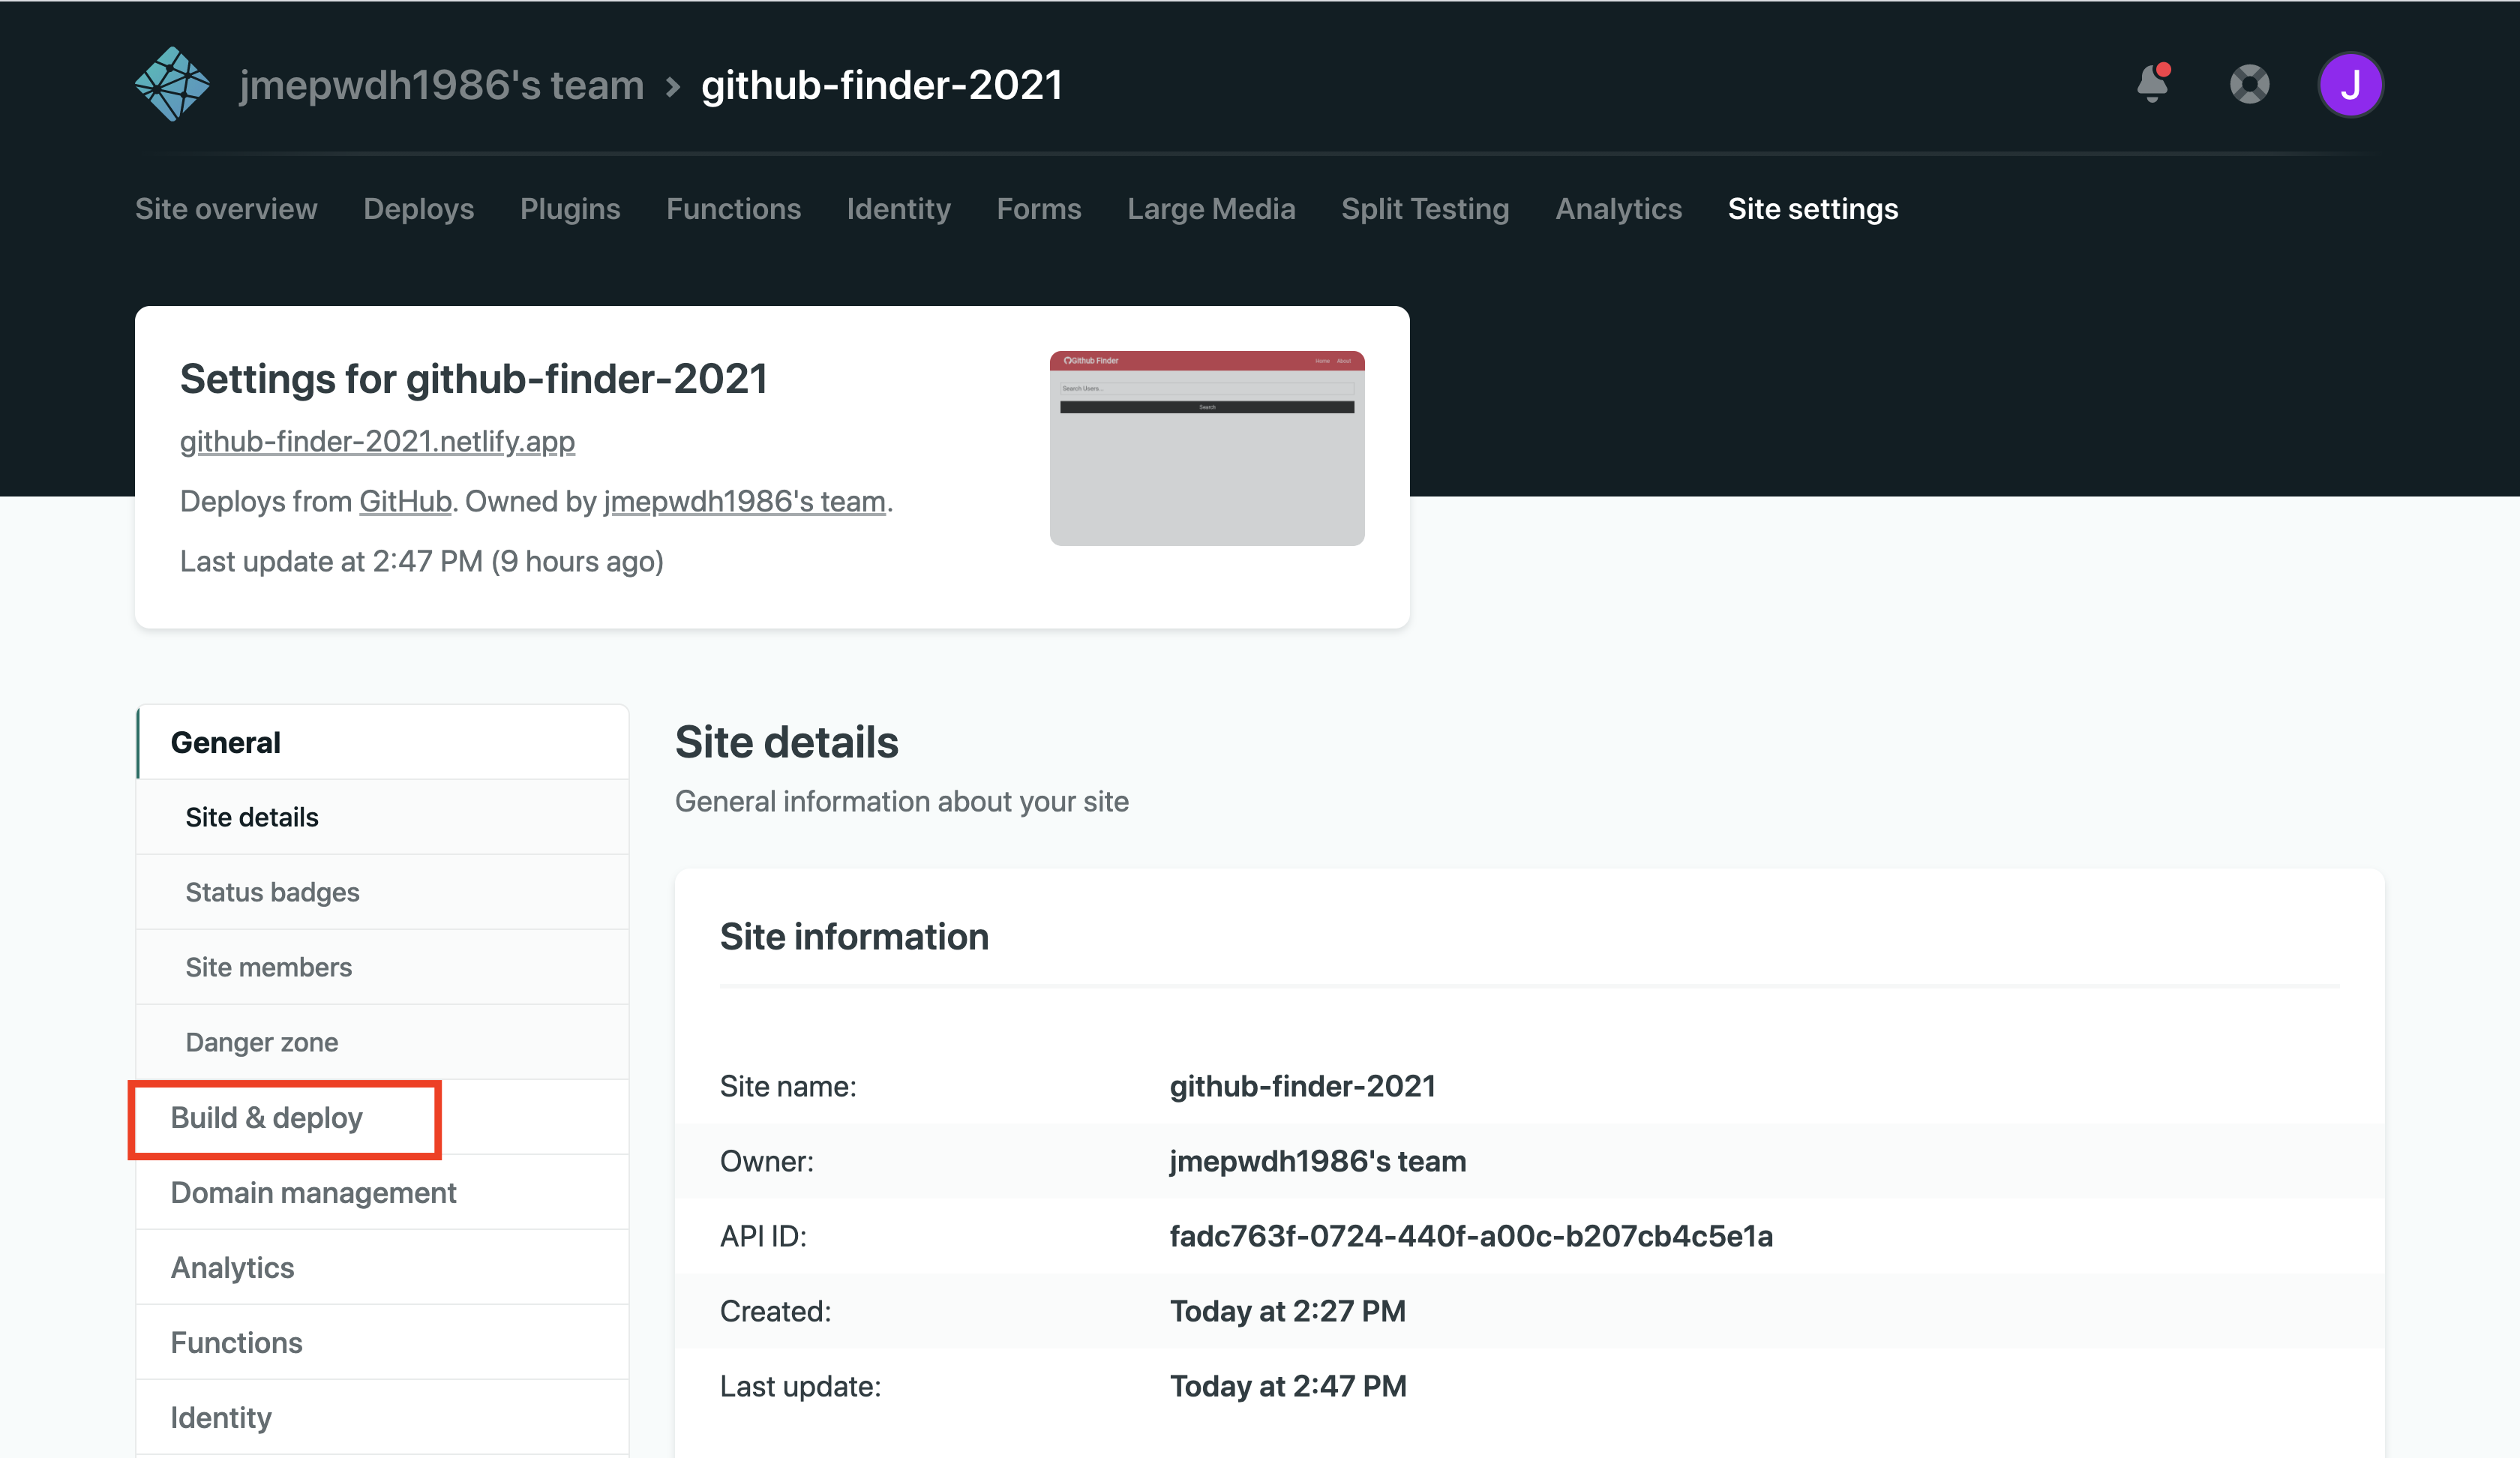 jmepwdh1986's team > github-finder-2021
J
Site overview Deploys Plugins Functions Identity Forms Large Media Split Testing Analytics Site settings
Settings for github-finder-2021
github-finder-2021.netlify.app
Deploys from GitHub. Owned by jmepwdh1986's team.
Last update at 2:47 PM (9 hours ago)
Github Finder Home About
Search Users...
Search
General
Site details
Status badges
Site members
Danger zone
Build & deploy
Domain management
Analytics
Functions
Identity
Site details
General information about your site
Site information
Site name: github-finder-2021
Owner: jmepwdh1986's team
API ID: fadc763f-0724-440f-a00c-b207cb4c5e1a
Created: Today at 2:27 PM
Last update: Today at 2:47 PM